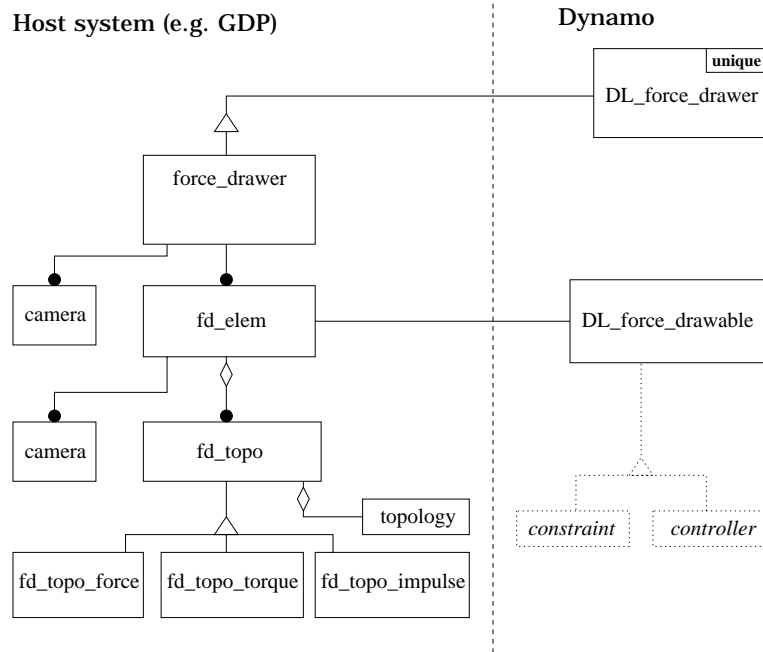 Host system (e.g. GDP)
Dynamo
unique
DL_force_drawer
force_drawer
camera
fd_elem
DL_force_drawable
camera
fd_topo
topology
constraint
controller
fd_topo_force
fd_topo_torque
fd_topo_impulse